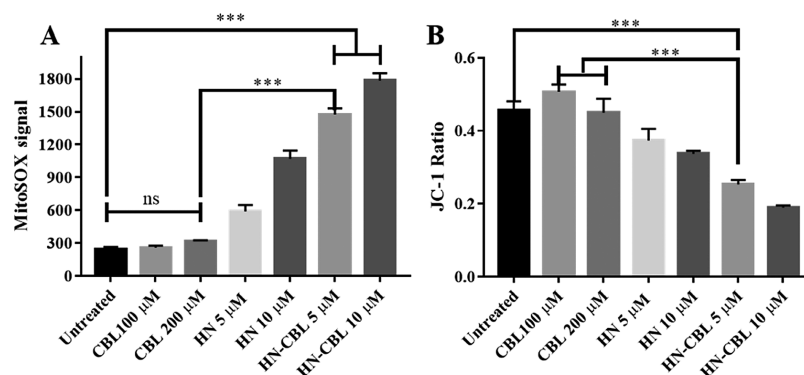 A
***
***
ns
MitoSOX signal
1800
1500
1200
900
600
300
0
Untreated
CBL100 µM
CBL 200 µM
HN 5 µM
HN 10 µM
HN-CBL 5 µM
HN-CBL 10 µM
B
***
***
JC-1 Ratio
0.6
0.4
0.2
0.0
Untreated
CBL100 µM
CBL 200 µM
HN 5 µM
HN 10 µM
HN-CBL 5 µM
HN-CBL 10 µM